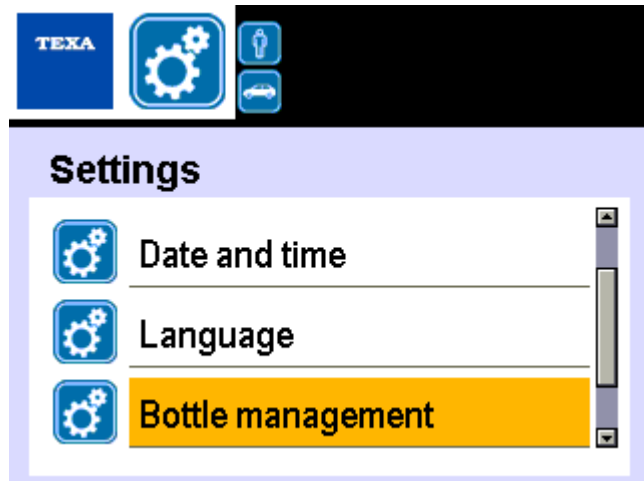 TEXA
Settings
Date and time
Language
Bottle management